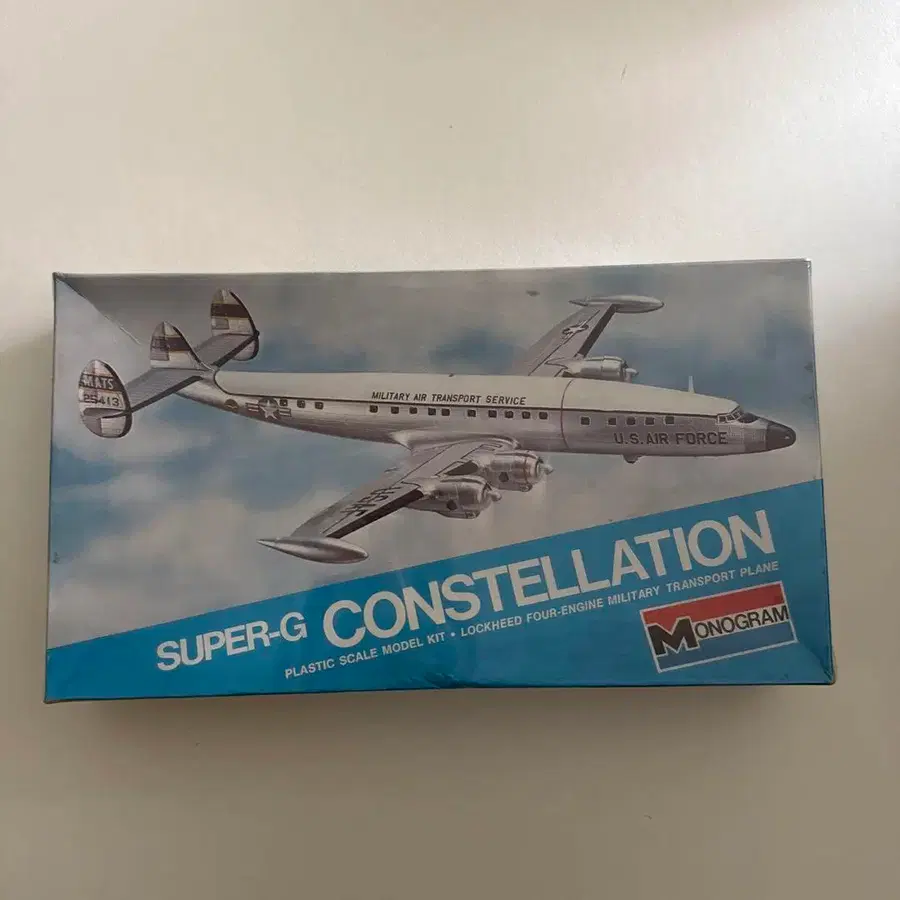 MATS
25413
MILITARY AIR TRANSPORT SERVICE
U.S. AIR FORCE
USAF
SUPER-G CONSTELLATION
PLASTIC SCALE MODEL KIT • LOCKHEED FOUR-ENGINE MILITARY TRANSPORT PLANE
MONOGRAM